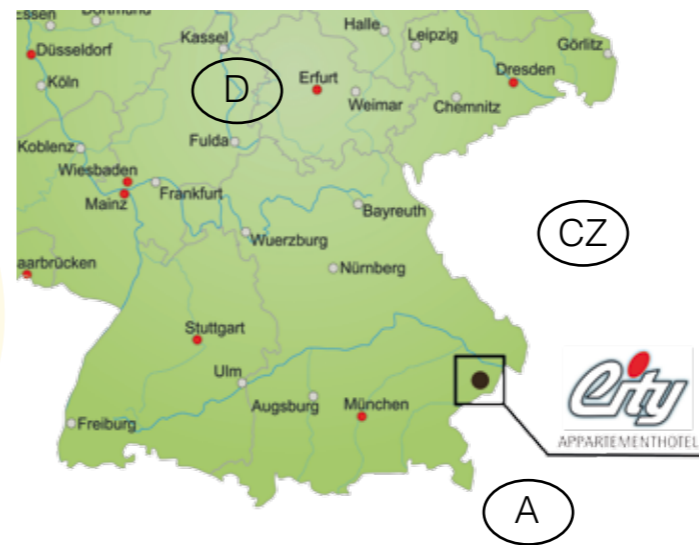 Düsseldorf
Kassel
Halle
Leipzig
Görlitz
Köln
D
Erfurt
Dresden
Weimar
Chemnitz
Koblenz
Fulda
Wiesbaden
Frankfurt
Mainz
Bayreuth
Wuerzburg
CZ
aarbrücken
Nürnberg
Stuttgart
Ulm
Augsburg
München
City
APPARTEMENTHOTEL
Freiburg
A